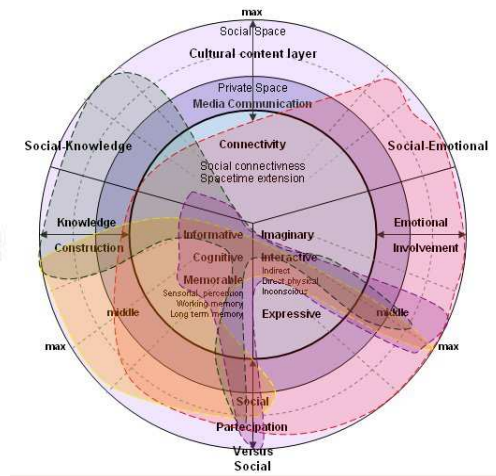 max
Social Space
Cultural content layer
Private Space
Media Communication
Connectivity
Social-Knowledge
Social-Emotional
Social connectivness
Spacetime extension
Knowledge
Construction
Informative
Imaginary
Emotional
Involvement
Cognitive
Interactive
Indirect
Direct physical
Inconscious
Memorable
Sensorial, perception
Working memory
Long term memory
Expressive
middle
middle
max
max
Social
Partecipation
Versus
Social